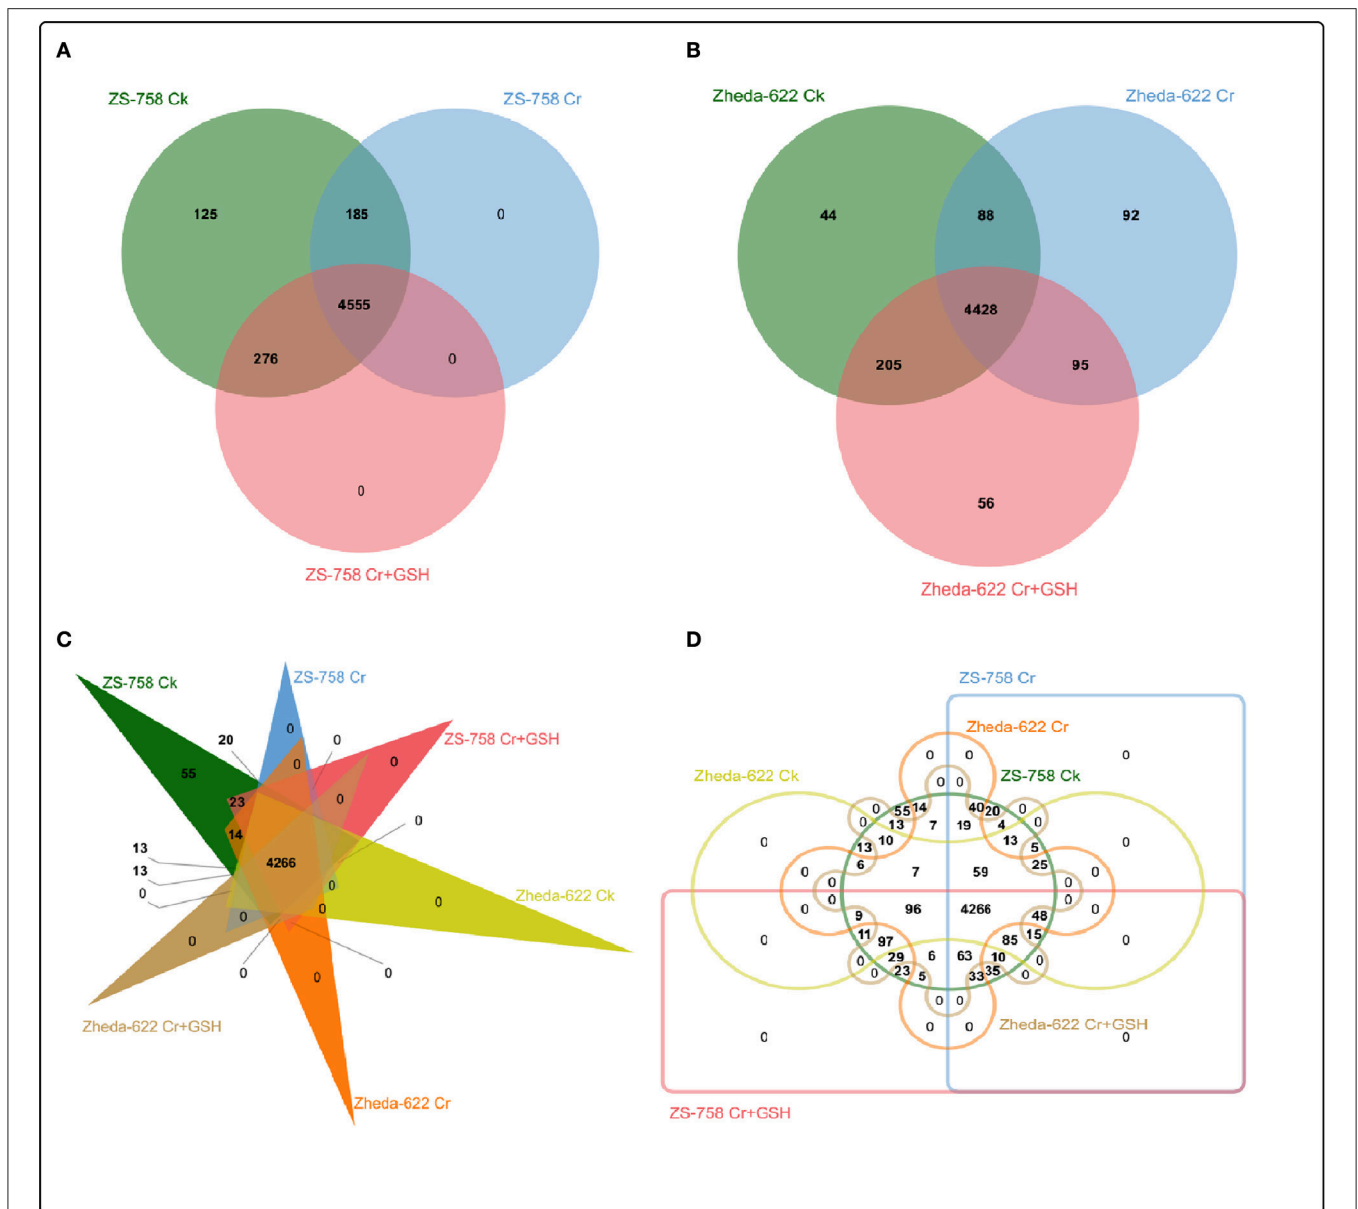 A
B
ZS-758 Ck
ZS-758 Cr
125
185
0
4555
276
0
0
ZS-758 Cr+GSH
Zheda-622 Ck
Zheda-622 Cr
44
88
92
4428
205
95
56
Zheda-622 Cr+GSH
C
D
ZS-758 Ck
ZS-758 Cr
ZS-758 Cr+GSH
20
0
0
0
0
55
23
0
14
0
13
13
4266
0
0
Zheda-622 Ck
0
0
0
0
0
0
0
Zheda-622 Cr+GSH
Zheda-622 Cr
ZS-758 Cr
Zheda-622 Cr
0 0 0
Zheda-622 Ck
ZS-758 Ck
0 0
0 55 14 40 20 0
0 13 7 19 4 0
0 10 13 0
13 5
6 25
0 7 59 0
0 0
0 0
0 96 4266 0
9 48
11 15
0 97 85 0
29 6 63 10
0 0 23 5 33 35 0
0 0
Zheda-622 Cr+GSH
0 0
0 0
ZS-758 Cr+GSH